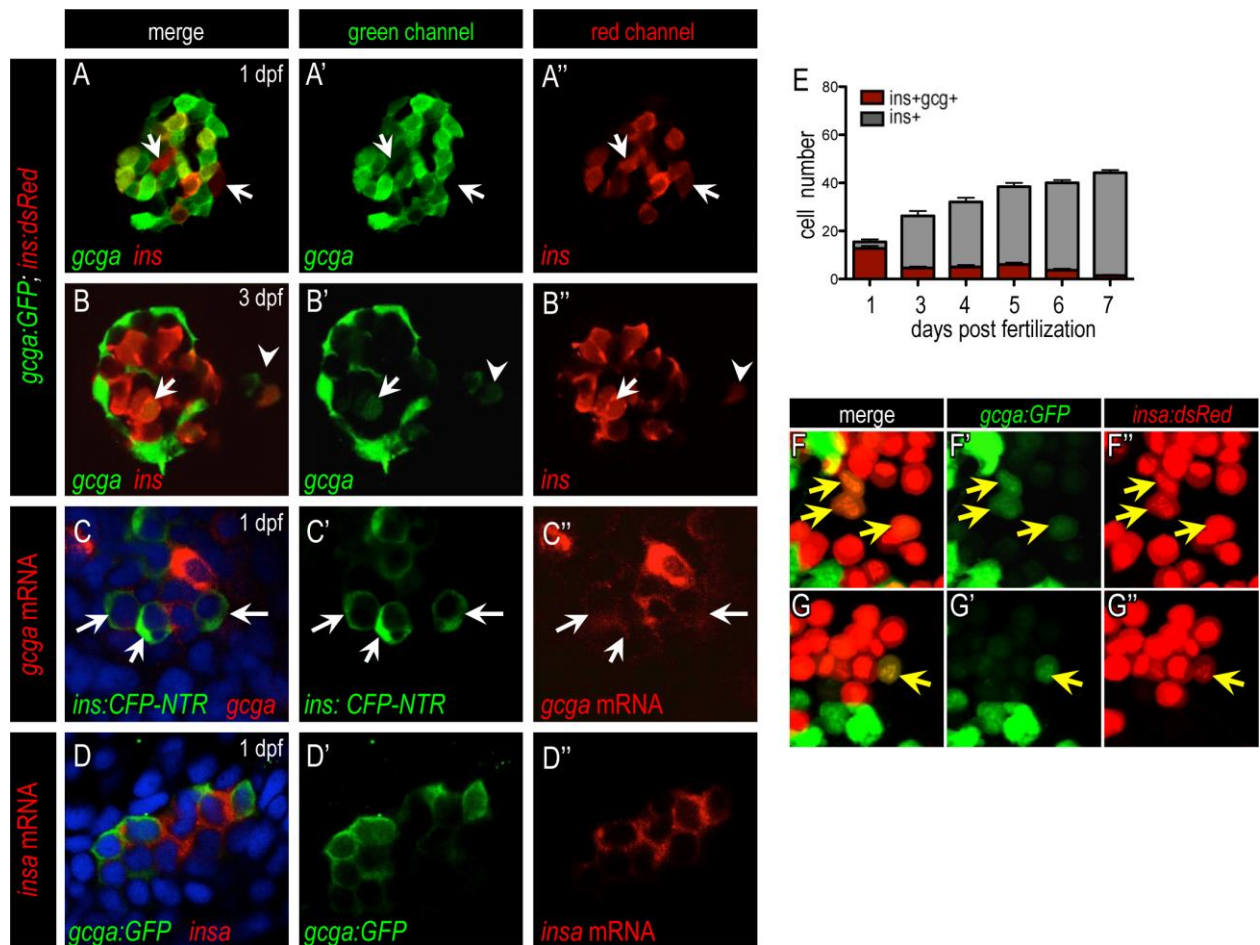 merge green channel red channel
gcga:GFP; ins:dsRed
A 1 dpf A' A"
gcga ins gcga ins
B 3 dpf B' B"
gcga ins gcga ins
gcga mRNA
C 1 dpf C' C"
ins:CFP-NTR gcga ins: CFP-NTR gcga mRNA
insa mRNA
D 1 dpf D' D"
gcga:GFP insa gcga:GFP insa mRNA
E
80
60
40
20
0
cell number
ins+gcg+
ins+
1 3 4 5 6 7
days post fertilization
merge gcga:GFP insa:dsRed
F F' F"
G G' G"